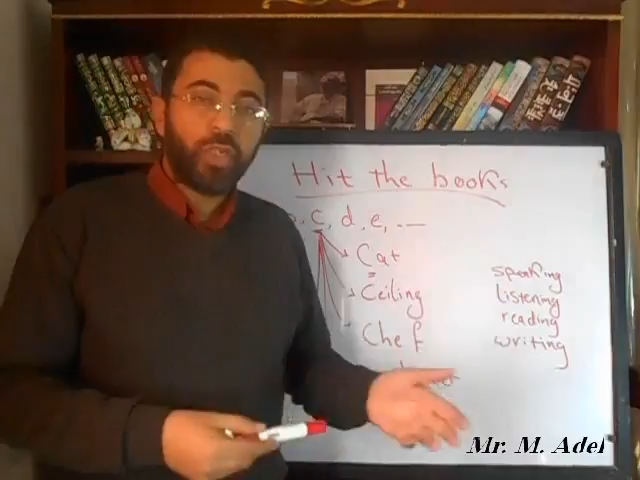 Hit the books
c, d, e, ---
Cat
Ceiling
Chef
speaking
listening
reading
writing
Mr. M. Adel